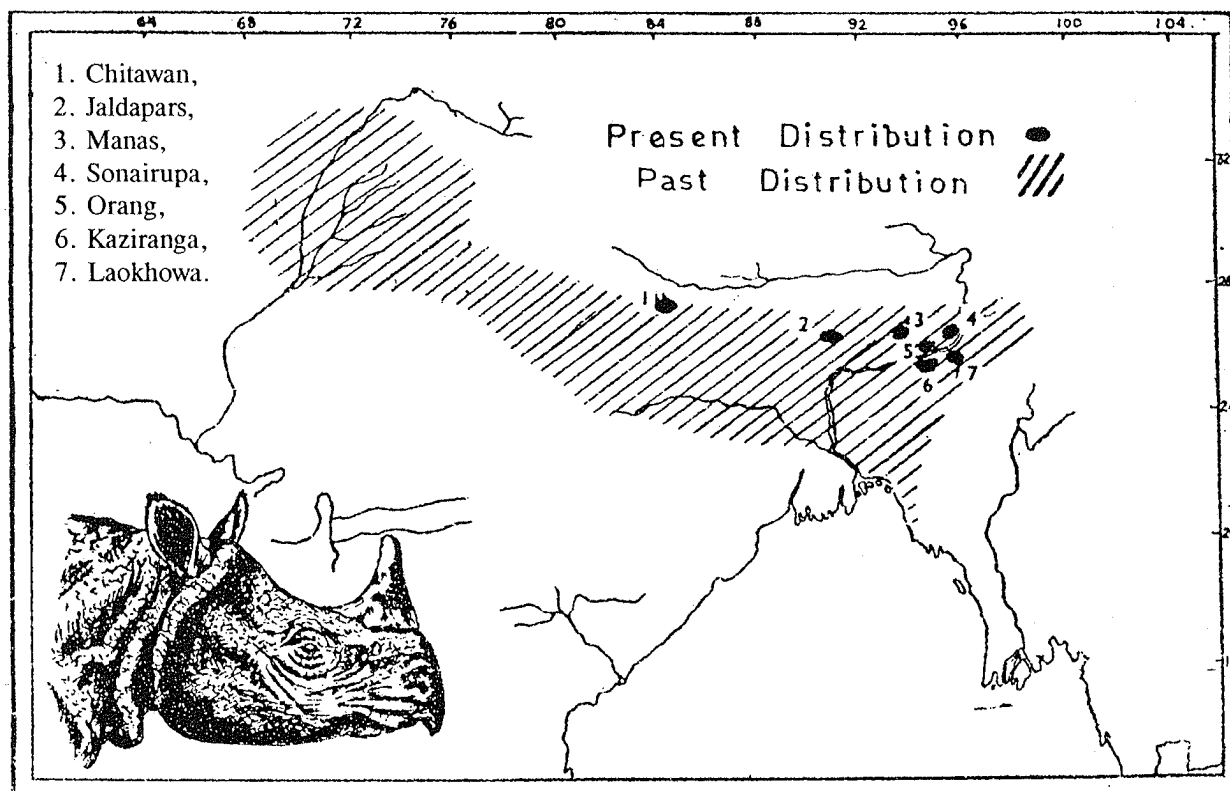 64 68 72 76 84 88 92 96 100 104.
1. Chitawan,
2. Jaldapars,
3. Manas,
4. Sonairupa,
5. Orang,
6. Kaziranga,
7. Laokhowa.
Present Distribution
Past Distribution
32
28
1
2
3
4
5
6
7